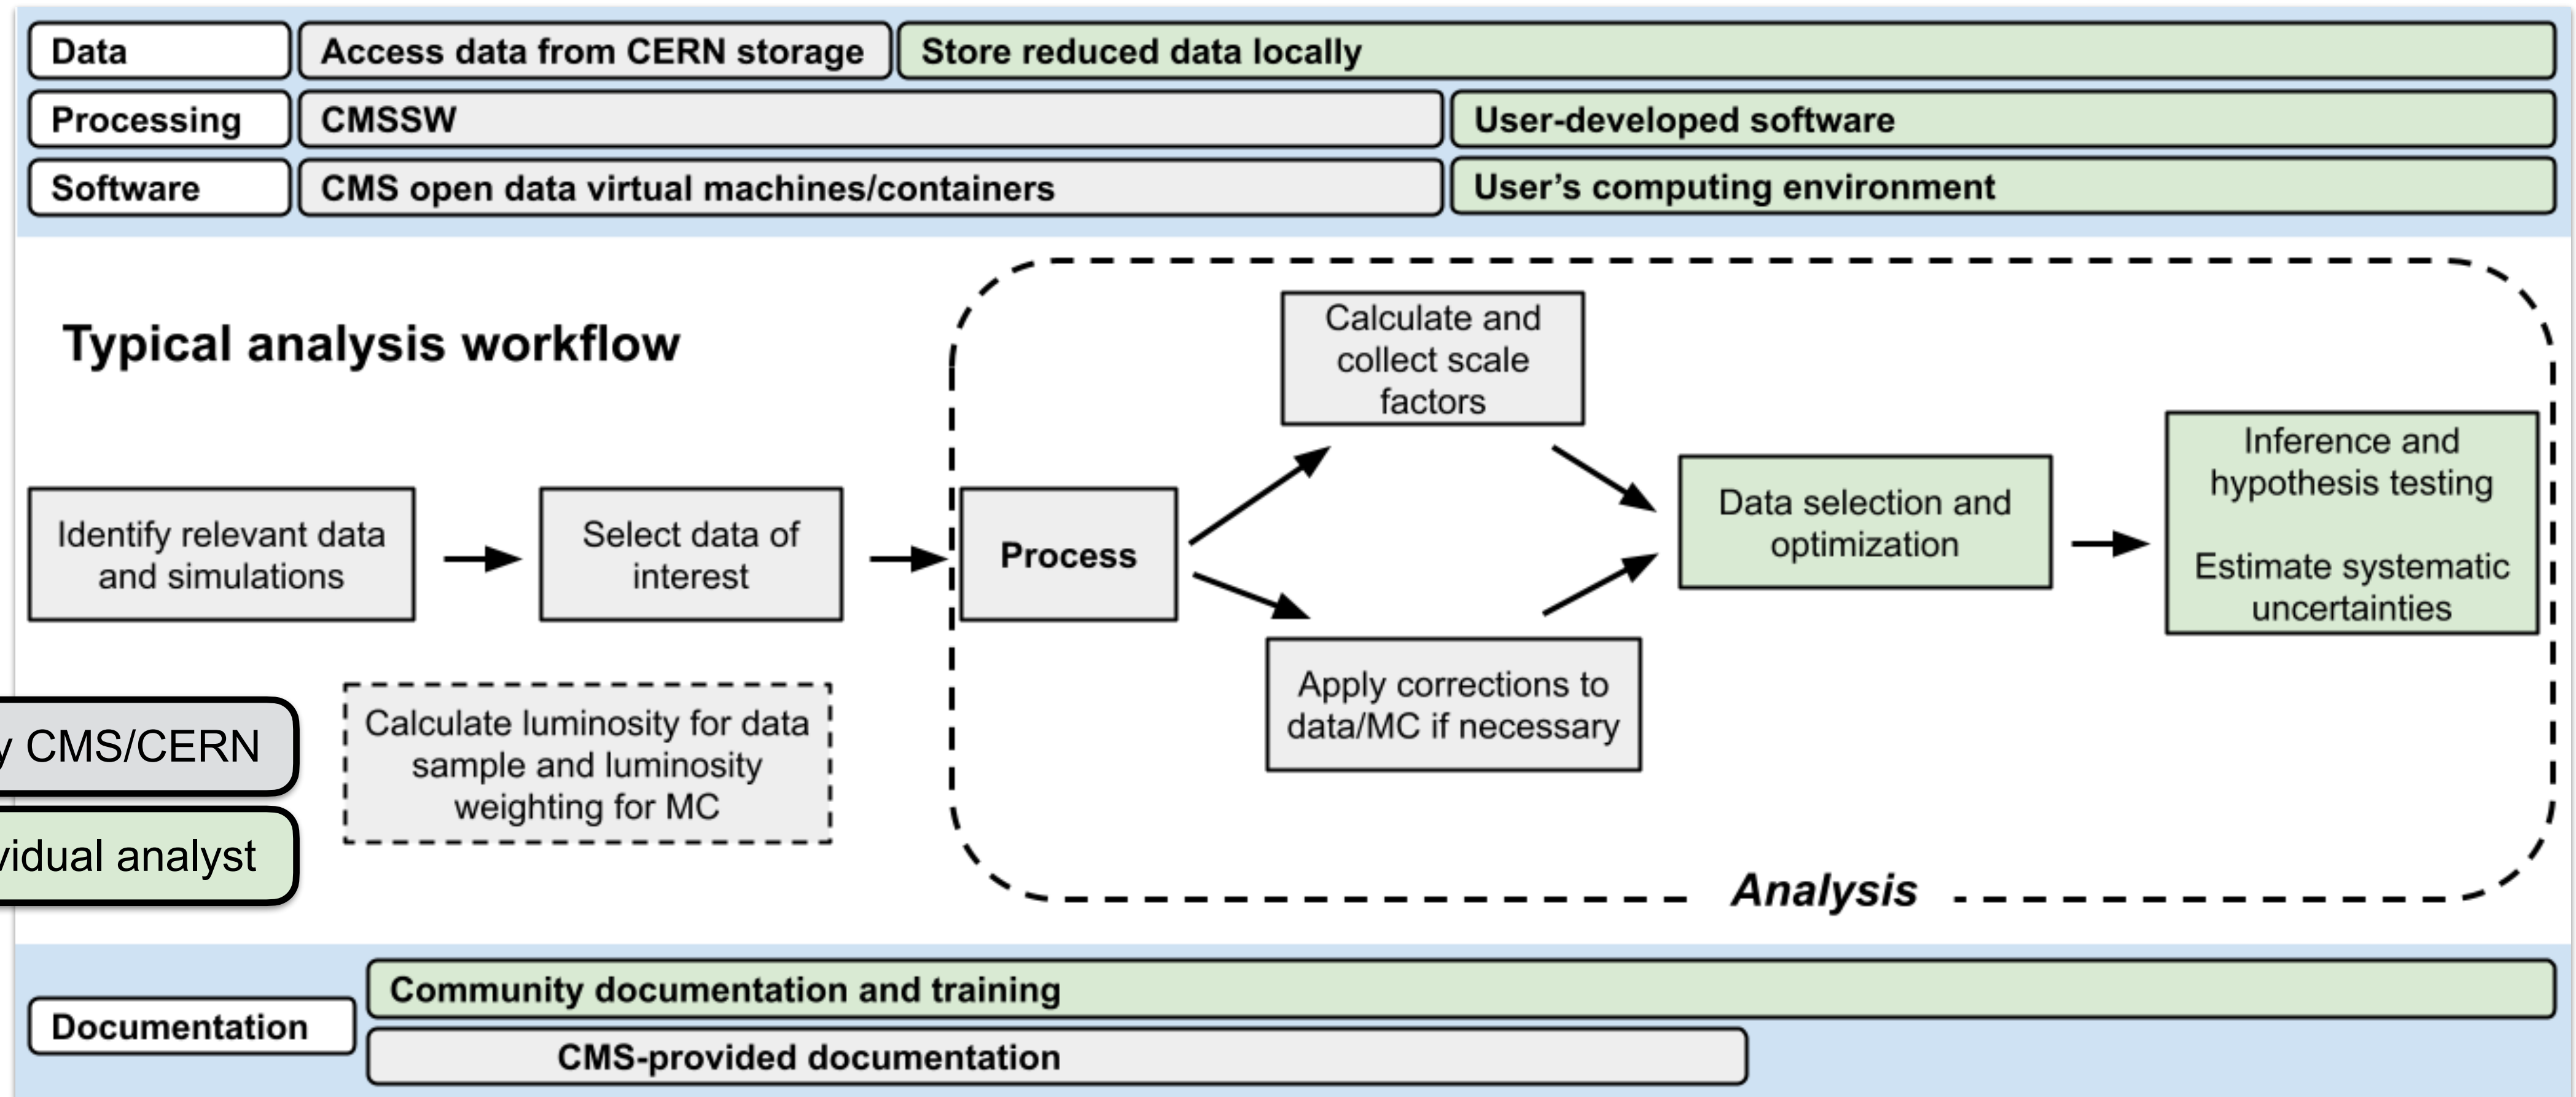 Data
Access data from CERN storage
Store reduced data locally
Processing
CMSSW
User-developed software
Software
CMS open data virtual machines/containers
User’s computing environment
Typical analysis workflow
Identify relevant data
and simulations
Select data of
interest
Process
Calculate and
collect scale
factors
Apply corrections to
data/MC if necessary
Data selection and
optimization
Inference and
hypothesis testing
Estimate systematic
uncertainties
CMS/CERN
analyst
Calculate luminosity for data
sample and luminosity
weighting for MC
Analysis
Documentation
Community documentation and training
CMS-provided documentation